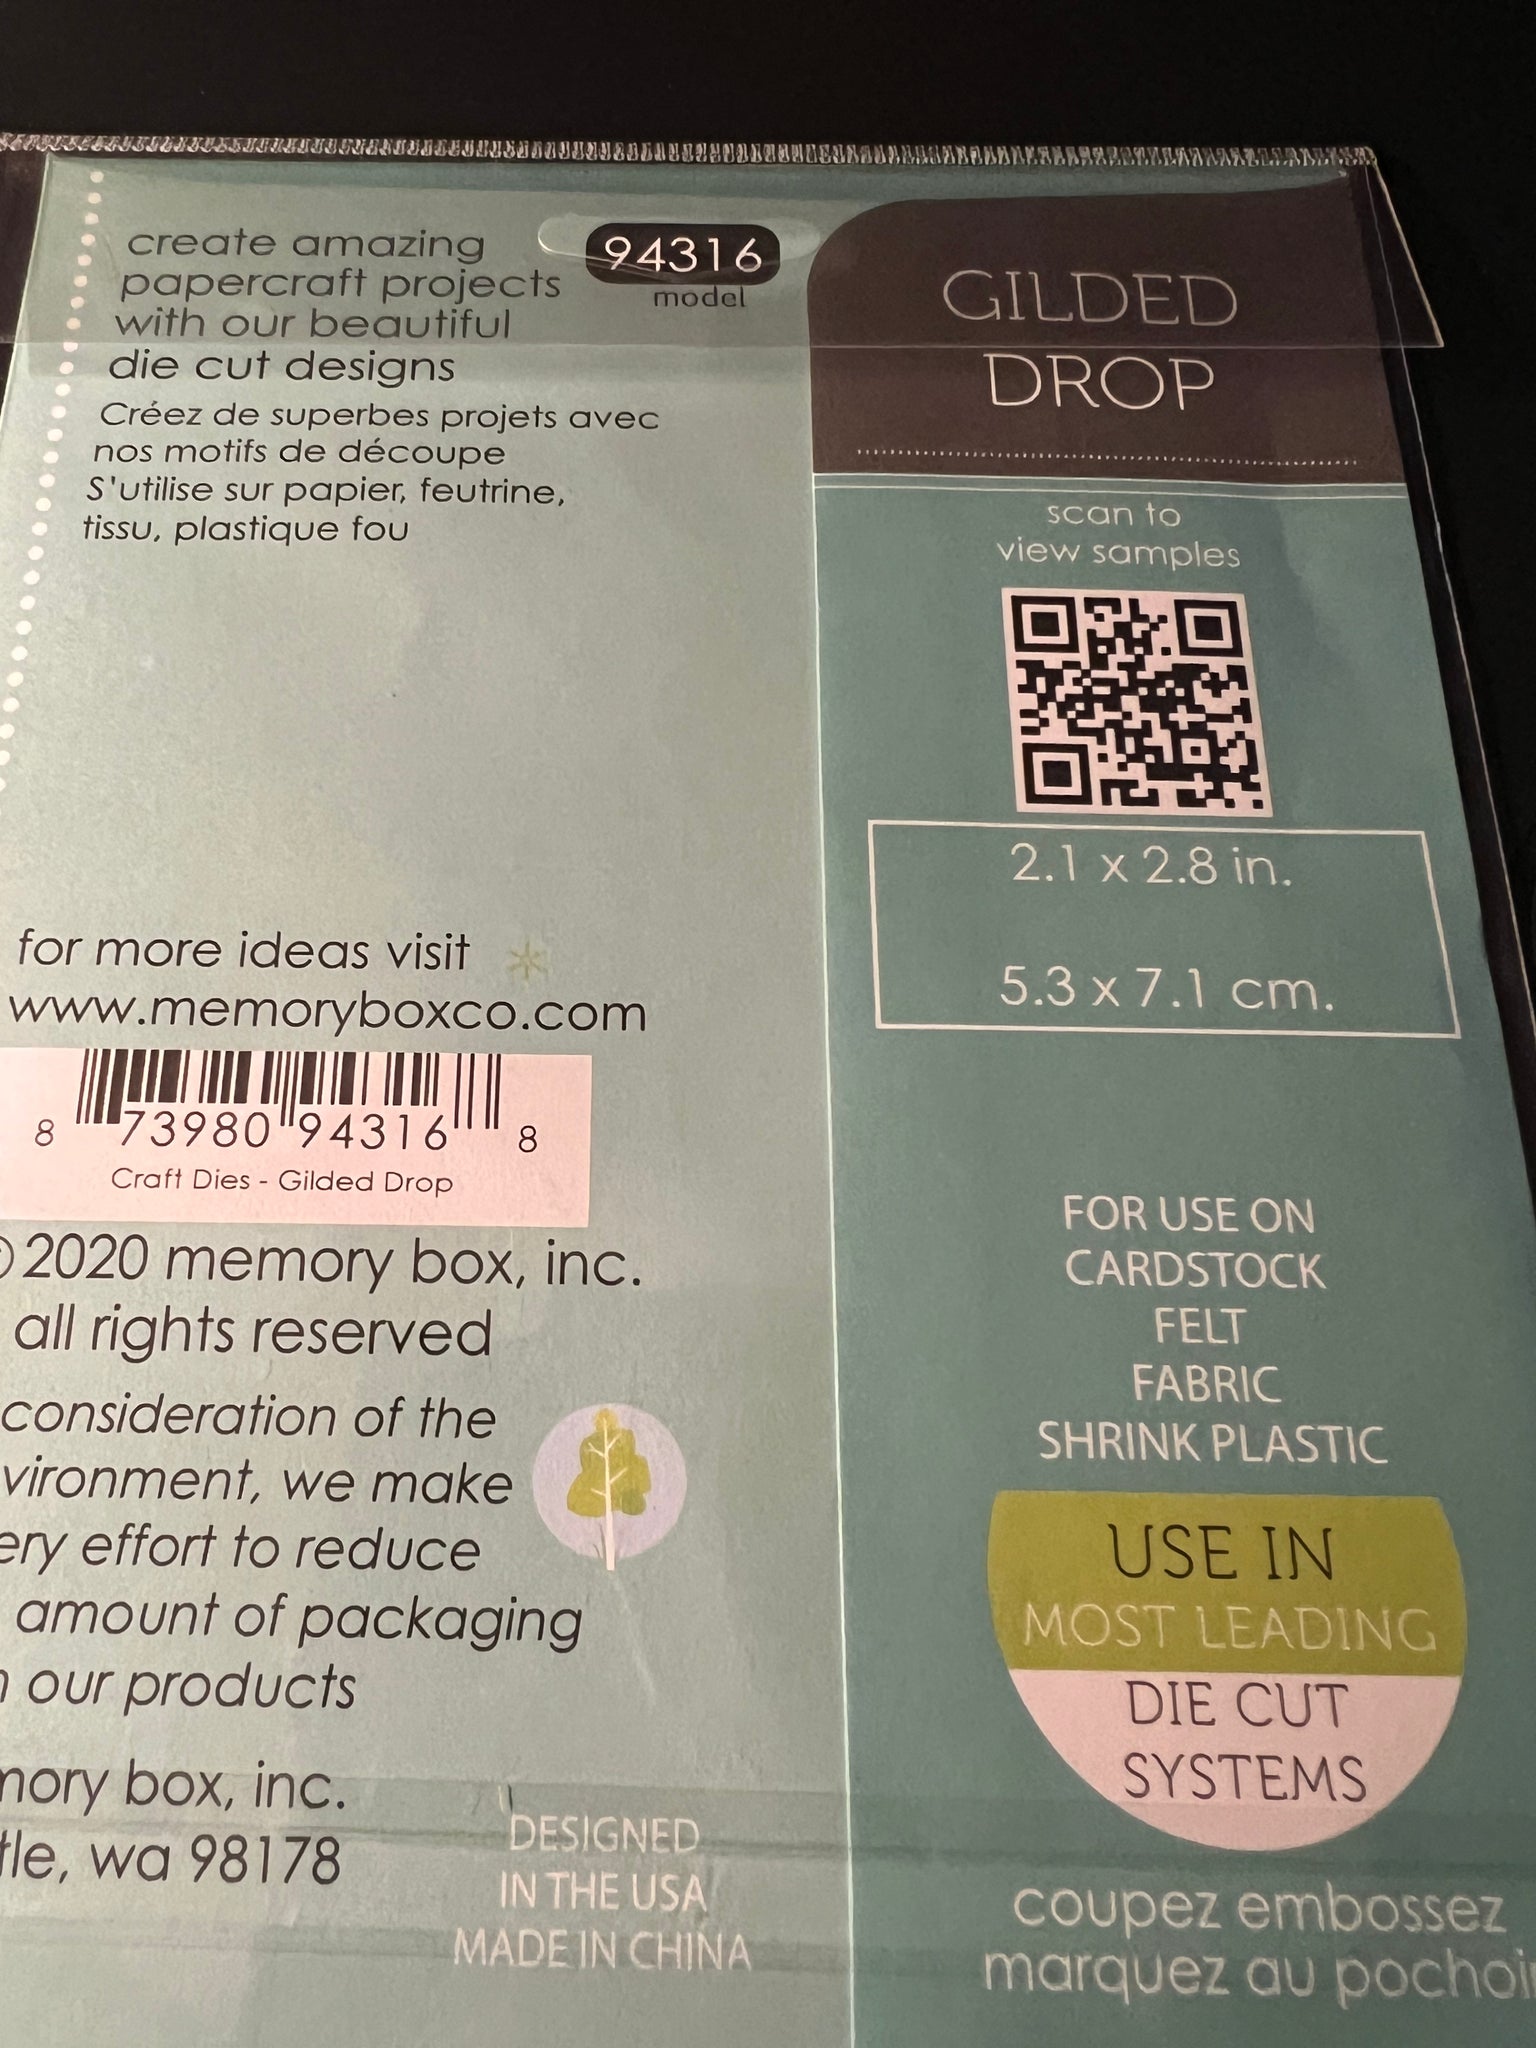 create amazing
papercraft projects
with our beautiful
die cut designs
Créez de superbes projets avec
nos motifs de découpe
S'utilise sur papier, feutrine,
tissu, plastique fou
94316
model
for more ideas visit
www.memoryboxco.com
8 73980 94316 8
Craft Dies - Gilded Drop
2020 memory box, inc.
all rights reserved
consideration of the
we make
effort to reduce
amount of packaging
our products
box, inc.
wa 98178
DESIGNED
IN THE USA
MADE IN CHINA
GILDED
DROP
scan to
view samples
2.1 x 2.8 in.
5.3 x 7.1 cm.
FOR USE ON
CARDSTOCK
FELT
FABRIC
SHRINK PLASTIC
USE IN
MOST LEADING
DIE CUT
SYSTEMS
coupez embossez
marquez au